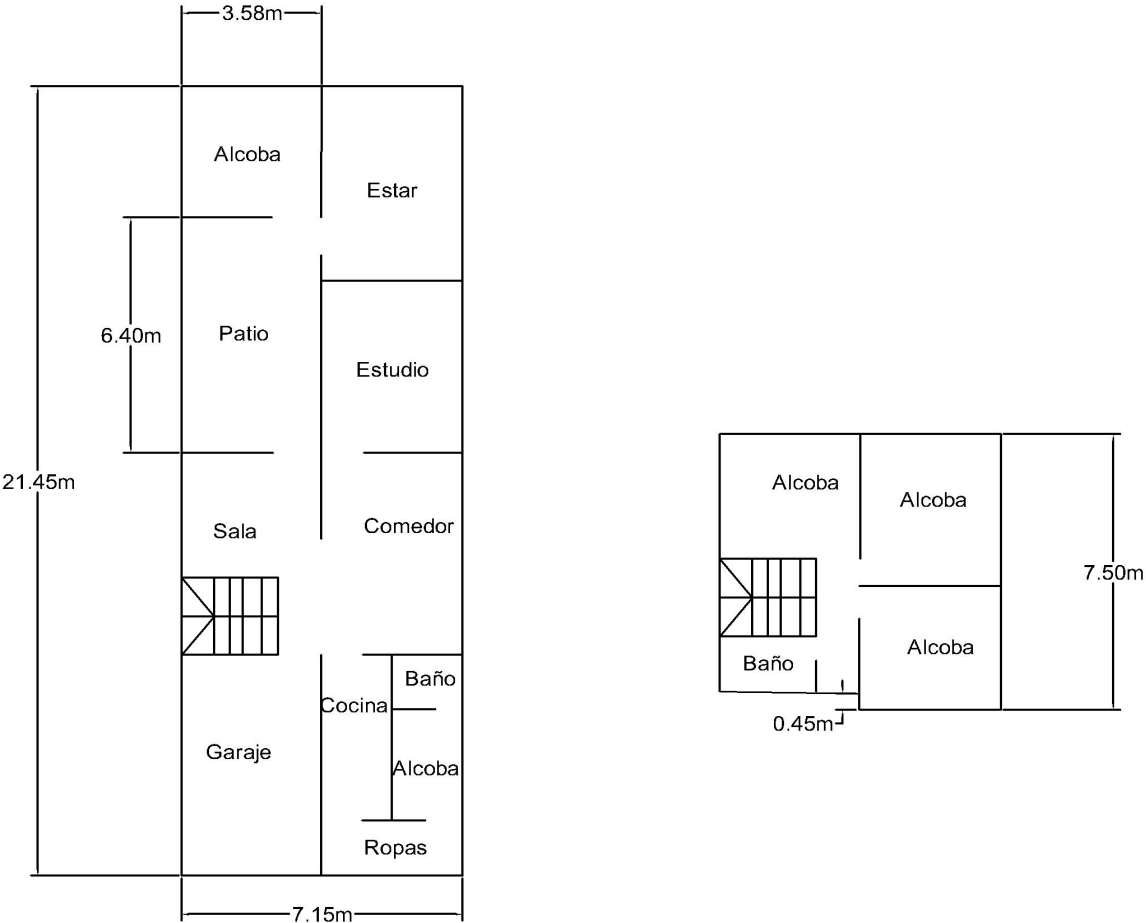 3.58m
Alcoba
Estar
6.40m
Patio
Estudio
21.45m
Sala
Comedor
Baño
Cocina
Garaje
Alcoba
Ropas
7.15m
Alcoba
Alcoba
7.50m
Alcoba
Baño
0.45m